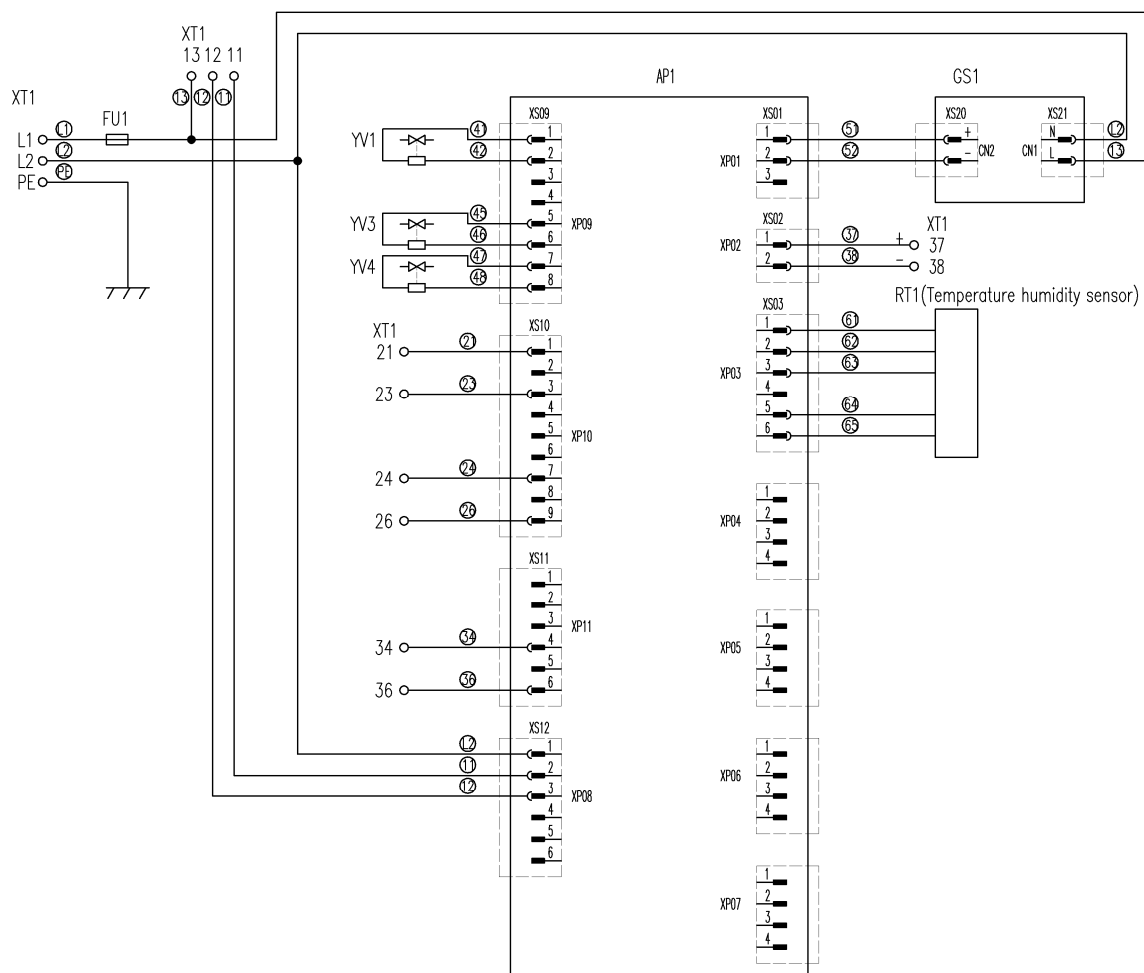 XT1
13 12 11
13 12 11
XT1
L1 L1 FU1
L2 L2
PE PE
AP1
GS1
XS09
1
2
3
4
5
6
7
8
XP09
YV1 41
42
YV3 45
46
YV4 47
48
XS10
1
2
3
4
5
6
7
8
9
XP10
XT1
21 21
23 23
24 24
26 26
XS11
1
2
3
4
5
6
XP11
34 34
36 36
XS12
1
2
3
4
5
6
XP08
L2
11
12
XS01
1
2
3
XP01
51
52
XS20
+
-
CN2
XS21
N
L
CN1
L2
13
XS02
1
2
XP02
37
38
XT1
+ 37
- 38
RT1(Temperature humidity sensor)
XS03
1
2
3
4
5
6
XP03
61
62
63
64
65
1
2
3
4
XP04
1
2
3
4
XP05
1
2
3
4
XP06
1
2
3
4
XP07